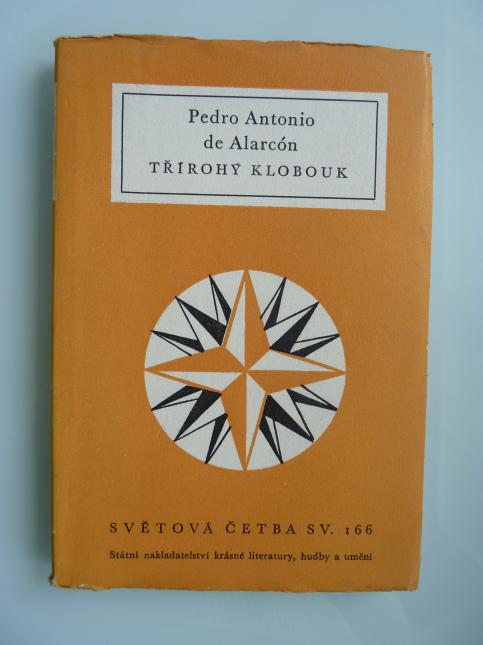 Pedro Antonio
de Alarcón
TŘÍROHÝ KLOBOUK
SVĚTOVÁ ČETBA SV. 166
Státní nakladatelství krásné literatury, hudby a umění